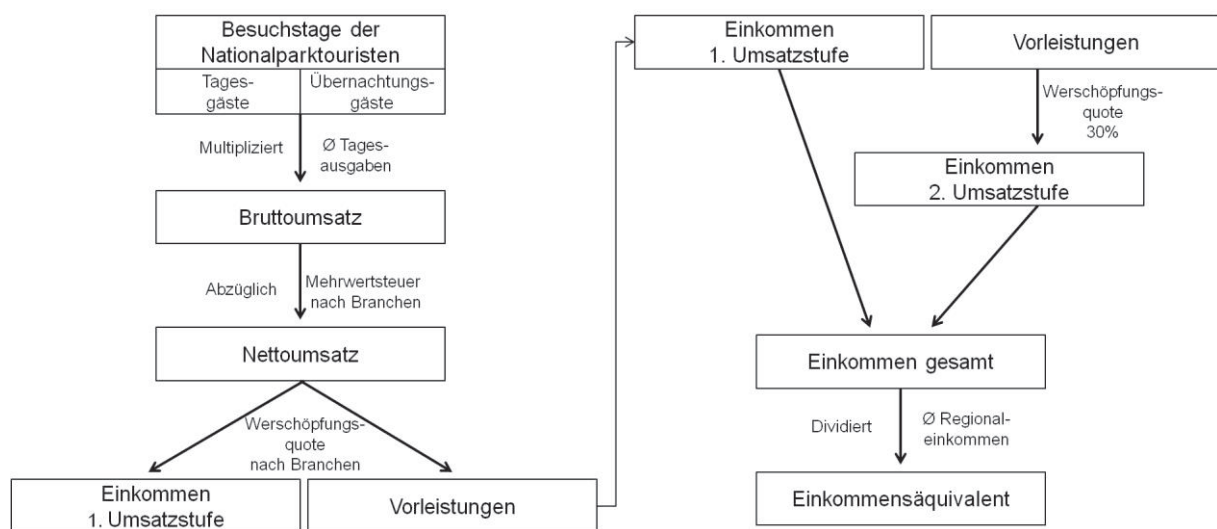 Besuchstage der
Nationalparktouristen
Tages-
gäste
Übernachtungs-
gäste
Multipliziert
Ø Tages-
ausgaben
Bruttoumsatz
Abzüglich
Mehrwertsteuer
nach Branchen
Nettoumsatz
Werschöpfungs-
quote
nach Branchen
Einkommen
1. Umsatzstufe
Vorleistungen
Einkommen
1. Umsatzstufe
Vorleistungen
Werschöpfungs-
quote
30%
Einkommen
2. Umsatzstufe
Einkommen gesamt
Dividiert
Ø Regional-
einkommen
Einkommensäquivalent